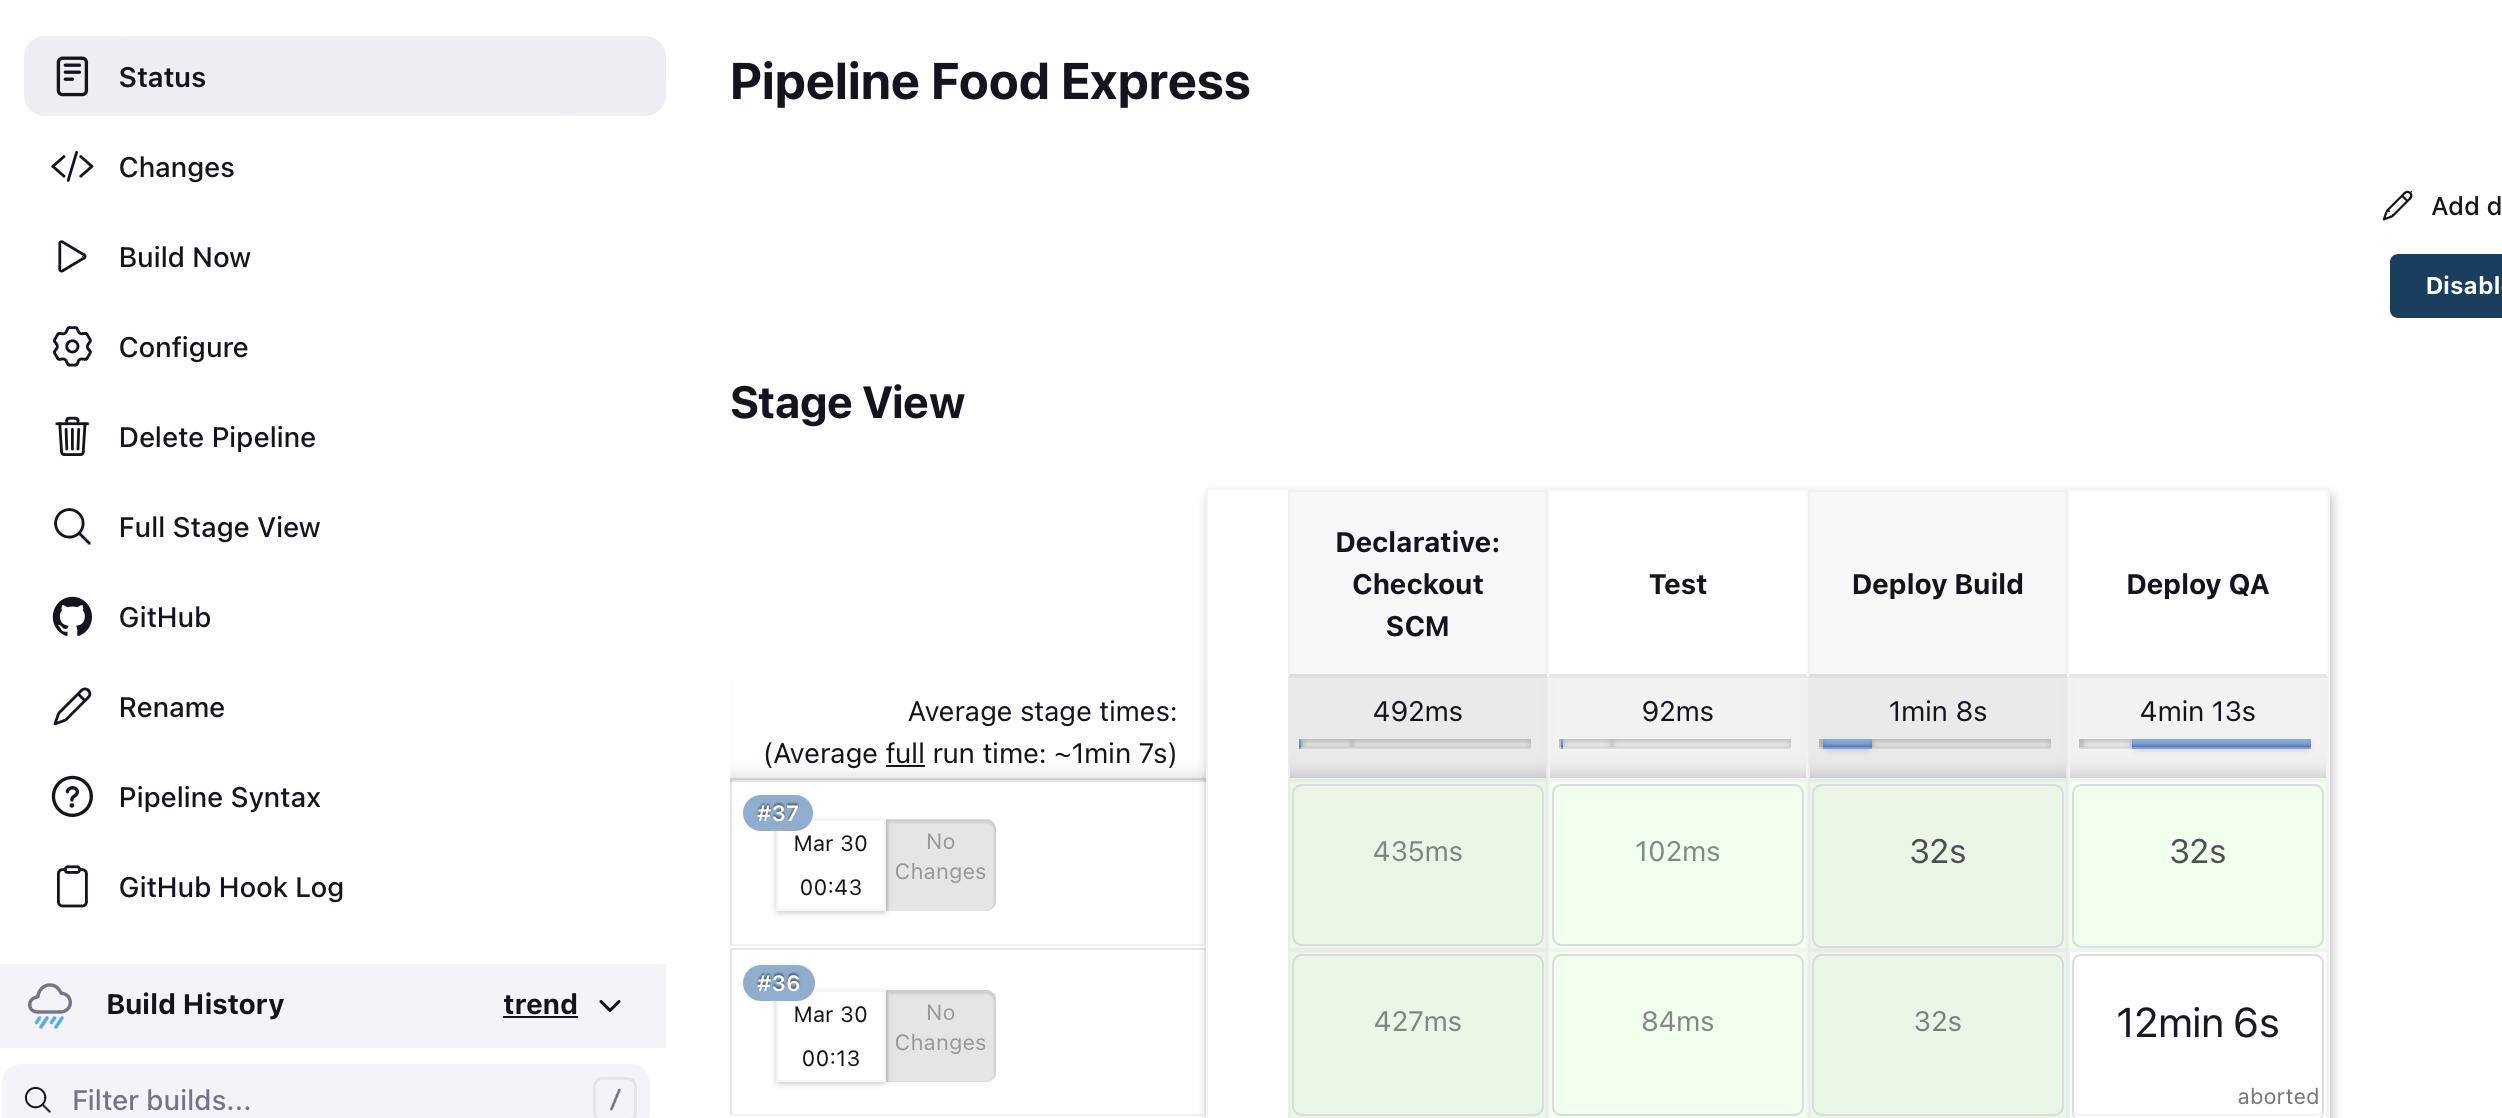 Status
Changes
Build Now
Configure
Delete Pipeline
Full Stage View
GitHub
Rename
Pipeline Syntax
GitHub Hook Log
Build History
trend
Filter builds...
/
Pipeline Food Express
Add d
Disabl
Stage View
Declarative:
Checkout
SCM
Test
Deploy Build
Deploy QA
Average stage times:
(Average full run time: ~1min 7s)
492ms
92ms
1min 8s
4min 13s
#37
Mar 30
00:43
No
Changes
435ms
102ms
32s
32s
#36
Mar 30
00:13
No
Changes
427ms
84ms
32s
12min 6s
aborted